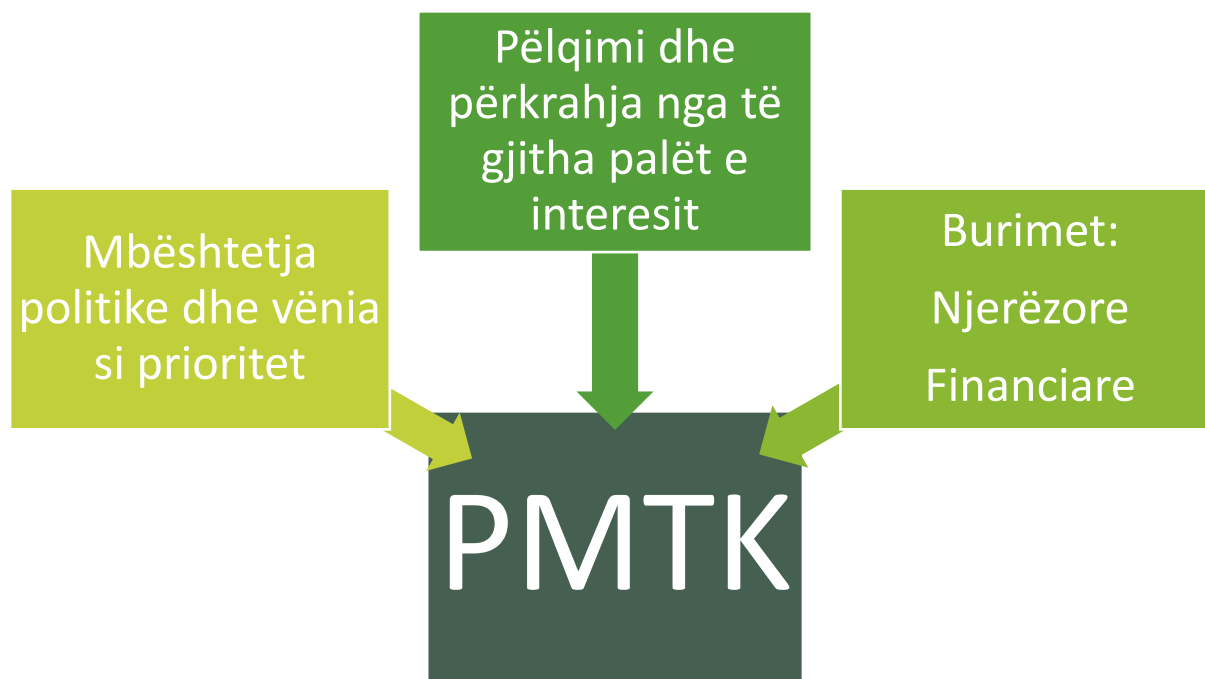 Pëlqimi dhe
përkrahja nga të
gjitha palët e
interesit
Mbështetja
politike dhe vënia
si prioritet
Burimet:
Njerëzore
Financiare
PMTK